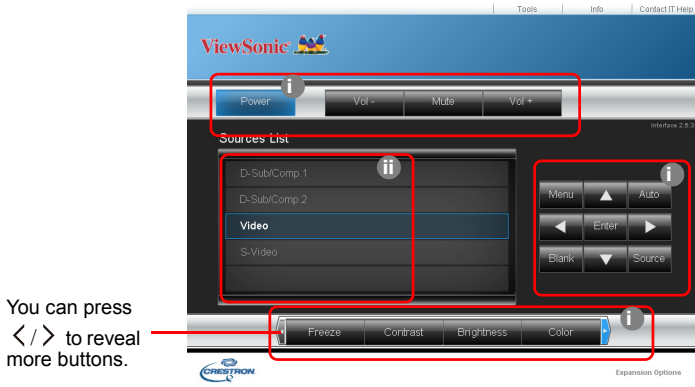 Tools Info Contact IT Help
ViewSonic
i
Power Vol - Mute Vol +
Interface 2.6.3
Sources List
ii
i
D-Sub/Comp.1
D-Sub/Comp.2
Video
S-Video
Menu Auto
Enter
Blank Source
You can press
〈/〉 to reveal
more buttons.
i
Freeze Contrast Brightness Color
CRESTRON
Expansion Options